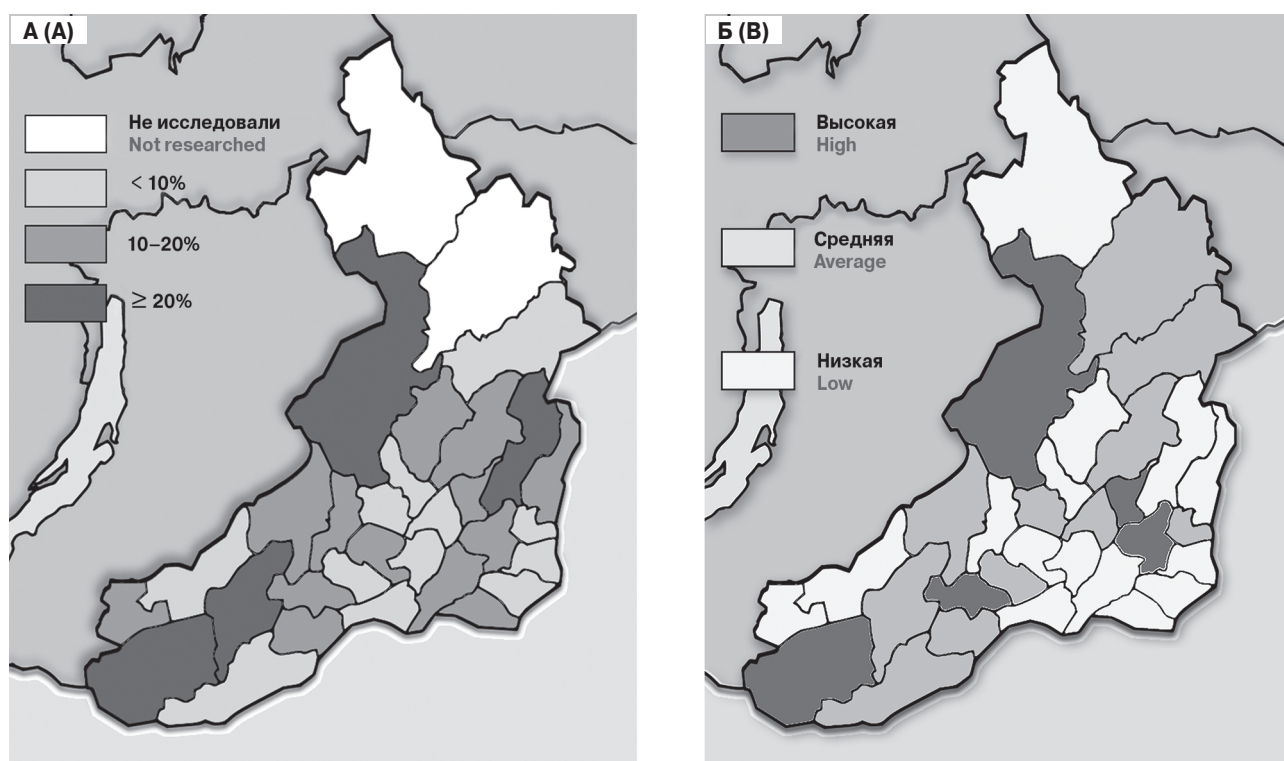 А (A)
Не исследовали
Not researched
< 10%
10–20%
≥ 20%
Б (B)
Высокая
High
Средняя
Average
Низкая
Low